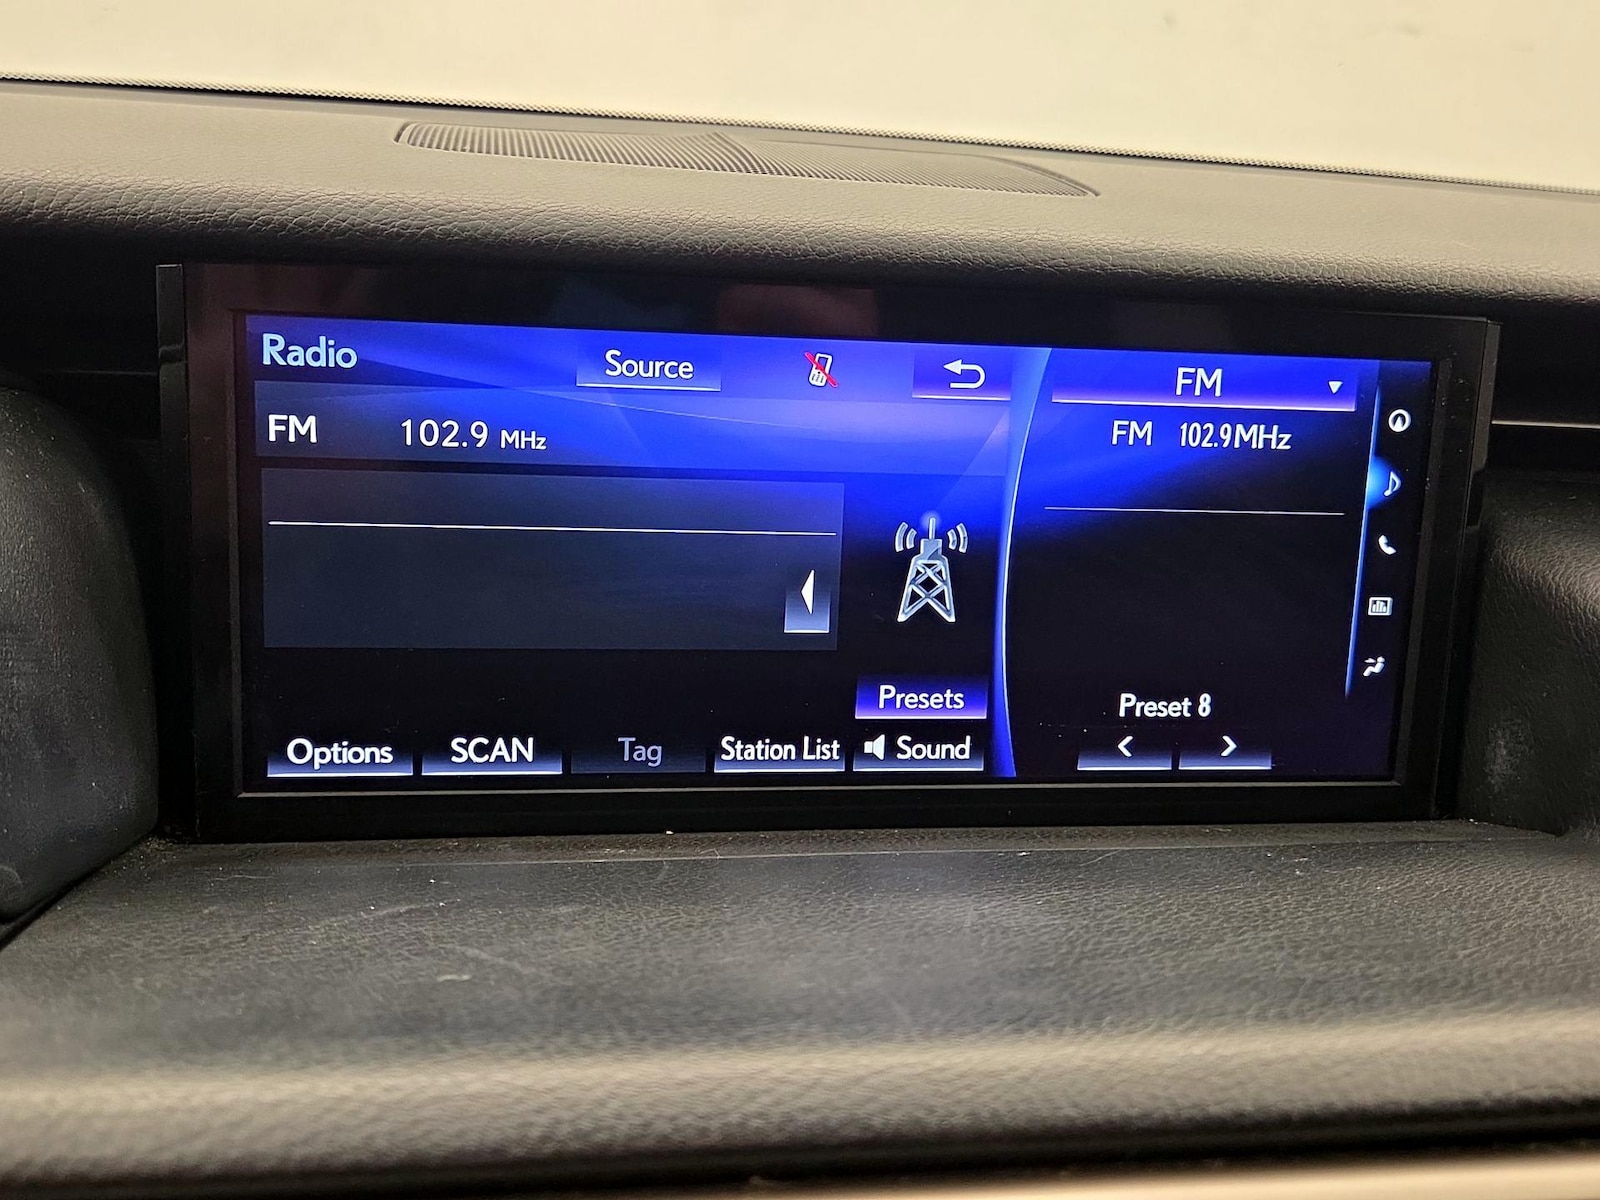 Radio
Source
FM
FM 102.9 MHz
FM 102.9MHz
Presets
Preset 8
Options
SCAN
Tag
Station List
Sound